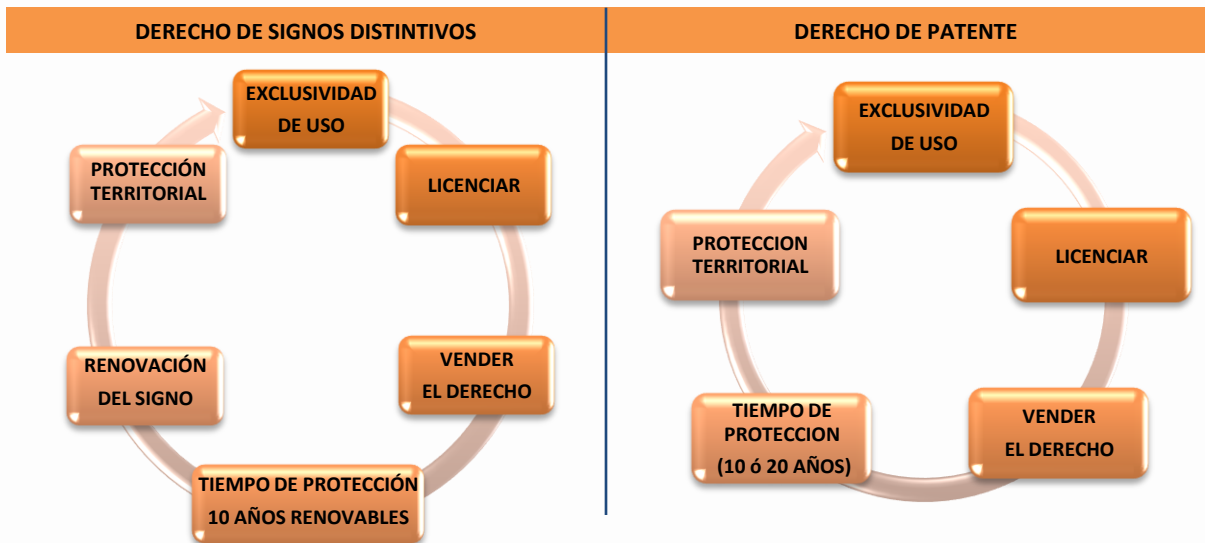 DERECHO DE SIGNOS DISTINTIVOS
EXCLUSIVIDAD
DE USO
LICENCIAR
VENDER
EL DERECHO
TIEMPO DE PROTECCIÓN
10 AÑOS RENOVABLES
RENOVACIÓN
DEL SIGNO
PROTECCIÓN
TERRITORIAL
DERECHO DE PATENTE
EXCLUSIVIDAD
DE USO
LICENCIAR
VENDER
EL DERECHO
TIEMPO DE
PROTECCION
(10 ó 20 AÑOS)
PROTECCION
TERRITORIAL